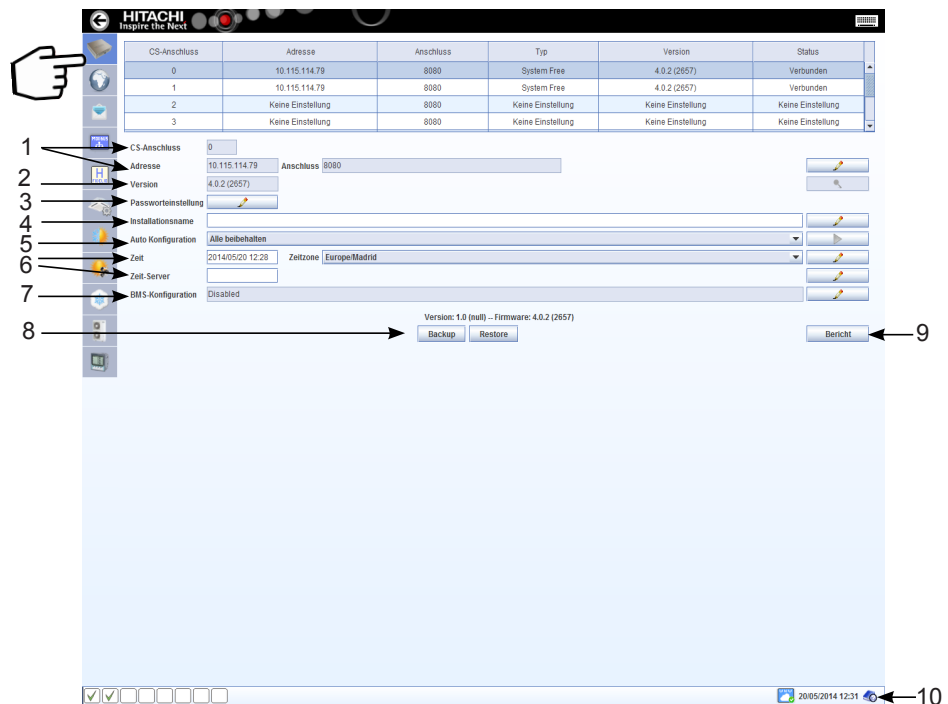 HITACHI
Inspire the Next
CS-Anschluss Adresse Anschluss Typ Version Status
0 10.115.114.79 8080 System Free 4.0.2 (2657) Verbunden
1 10.115.114.79 8080 System Free 4.0.2 (2657) Verbunden
2 Keine Einstellung 8080 Keine Einstellung Keine Einstellung Keine Einstellung
3 Keine Einstellung 8080 Keine Einstellung Keine Einstellung Keine Einstellung
1 CS-Anschluss 0
Adresse 10.115.114.79 Anschluss 8080
2 Version 4.0.2 (2657)
3 Passworteinstellung
4 Installationsname
5 Auto Konfiguration Alle beibehalten
6 Zeit 2014/05/20 12:28 Zeitzone Europe/Madrid
Zeit-Server
7 BMS-Konfiguration Disabled
Version: 1.0 (null) -- Firmware: 4.0.2 (2657)
8 Backup Restore Bericht 9
20/05/2014 12:31 10